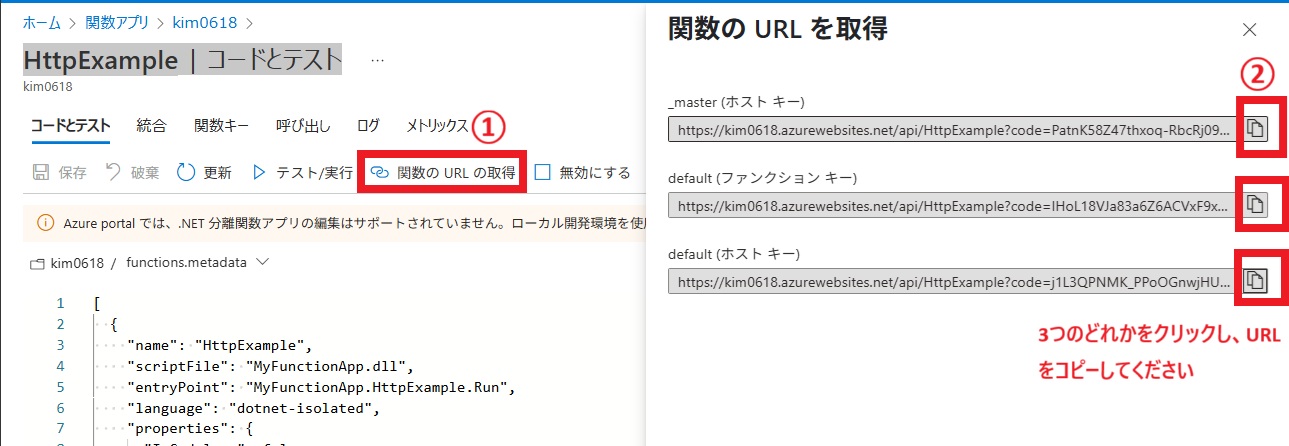 ホーム > 関数アプリ > kim0618 >
HttpExample | コードとテスト ...
kim0618
コードとテスト 統合 関数キー 呼び出し ログ メトリックス ①
保存 破棄 更新 テスト/実行 関数の URL の取得 無効にする
Azure portal では、.NET 分離関数アプリの編集はサポートされていません。ローカル開発環境を使用
kim0618 / functions.metadata
1 [
2 {
3 "name": "HttpExample",
4 "scriptFile": "MyFunctionApp.dll",
5 "entryPoint": "MyFunctionApp.HttpExample.Run",
6 "language": "dotnet-isolated",
7 "properties": {
関数の URL を取得
②
_master (ホスト キー)
https://kim0618.azurewebsites.net/api/HttpExample?code=PatnK58Z47thxoq-RbcRj09...
default (ファンクション キー)
https://kim0618.azurewebsites.net/api/HttpExample?code=IHoL18VJa83a6Z6ACVxF9x...
default (ホスト キー)
https://kim0618.azurewebsites.net/api/HttpExample?code=j1L3QPNMK_PPoOGnwjHU...
3つのどれかをクリックし、URL
をコピーしてください